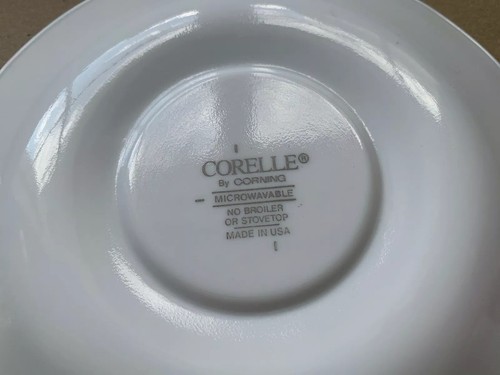 CORELLE®
By CORNING
MICROWAVABLE
NO BROILER
OR STOVETOP
MADE IN USA